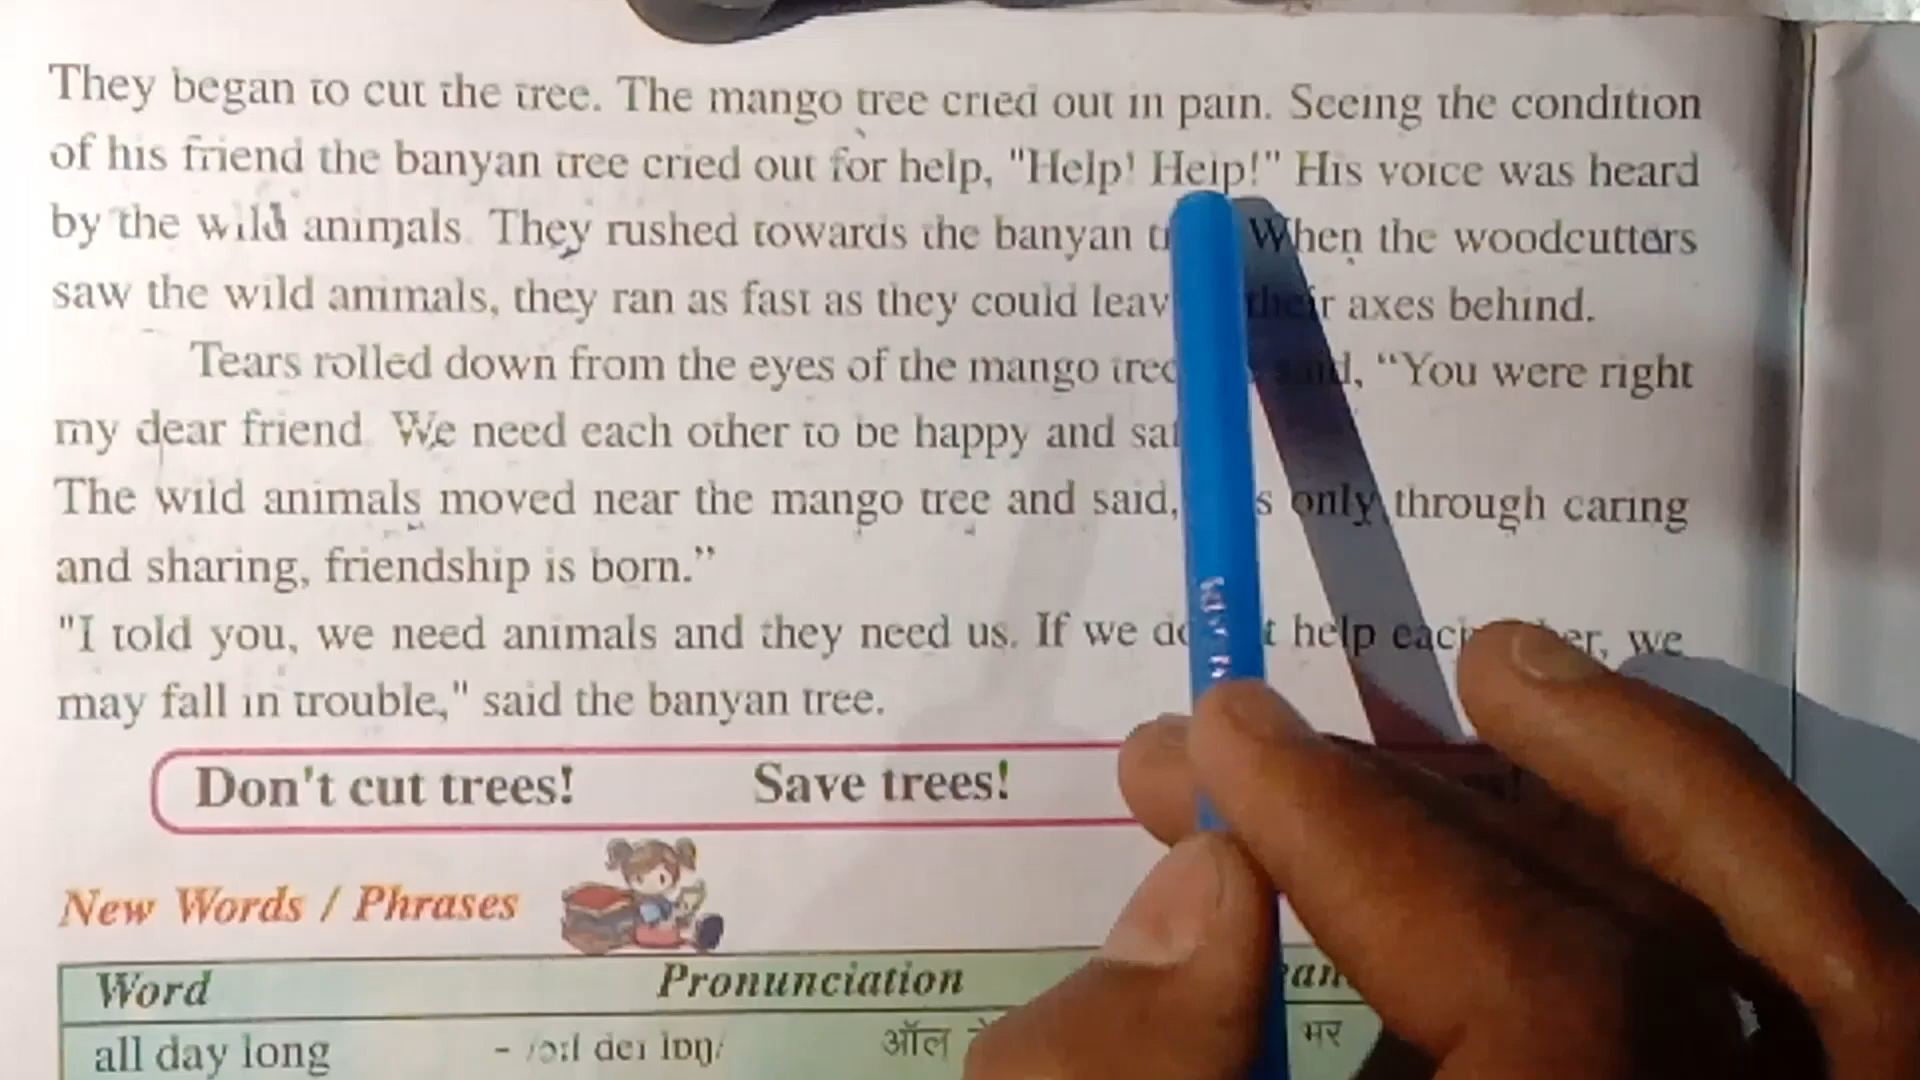 They began to cut the tree. The mango tree cried out in pain. Seeing the condition
of his friend the banyan tree cried out for help, "Help! Help!" His voice was heard
by the wild animals. They rushed towards the banyan When the woodcutters
saw the wild animals, they ran as fast as they could their axes behind.
Tears rolled down from the eyes of the mango tree said, “You were right
my dear friend. We need each other to be happy and
The wild animals moved near the mango tree and said, only through caring
and sharing, friendship is born.”
"I told you, we need animals and they need us. If we help each we
may fall in trouble," said the banyan tree.
Don't cut trees! Save trees!
New Words / Phrases
Word Pronunciation
all day long - /ɔːl deɪ lɒŋ/ ऑल भर